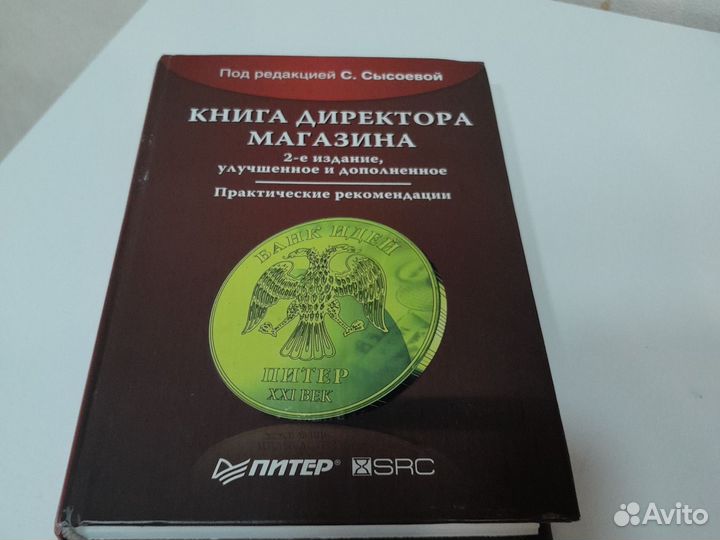 Под редакцией С. Сысоевой
КНИГА ДИРЕКТОРА
МАГАЗИНА
2-е издание,
улучшенное и дополненное
Практические рекомендации
БАНК ИДЕЙ
ПИТЕР
XXI ВЕК
ПИТЕР®
SRC
Avito